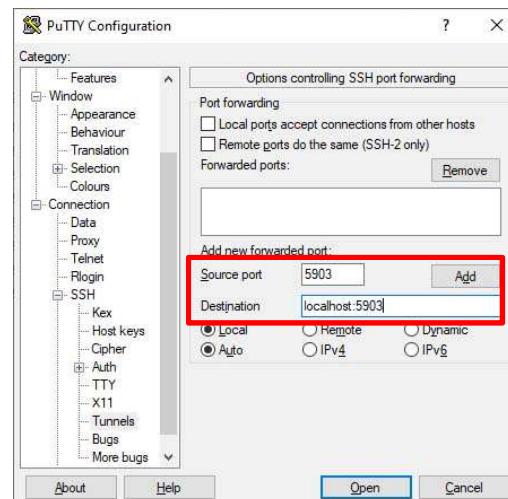 PuTTY Configuration
? ×
Category:
Features
Window
Appearance
Behaviour
Translation
Selection
Colours
Connection
Data
Proxy
Telnet
Rlogin
SSH
Kex
Host keys
Cipher
Auth
TTY
X11
Tunnels
Bugs
More bugs
Options controlling SSH port forwarding
Port forwarding
Local ports accept connections from other hosts
Remote ports do the same (SSH-2 only)
Forwarded ports:
Remove
Add new forwarded port:
Source port 5903 Add
Destination localhost:5903
Local Remote Dynamic
Auto IPv4 IPv6
About Help Open Cancel